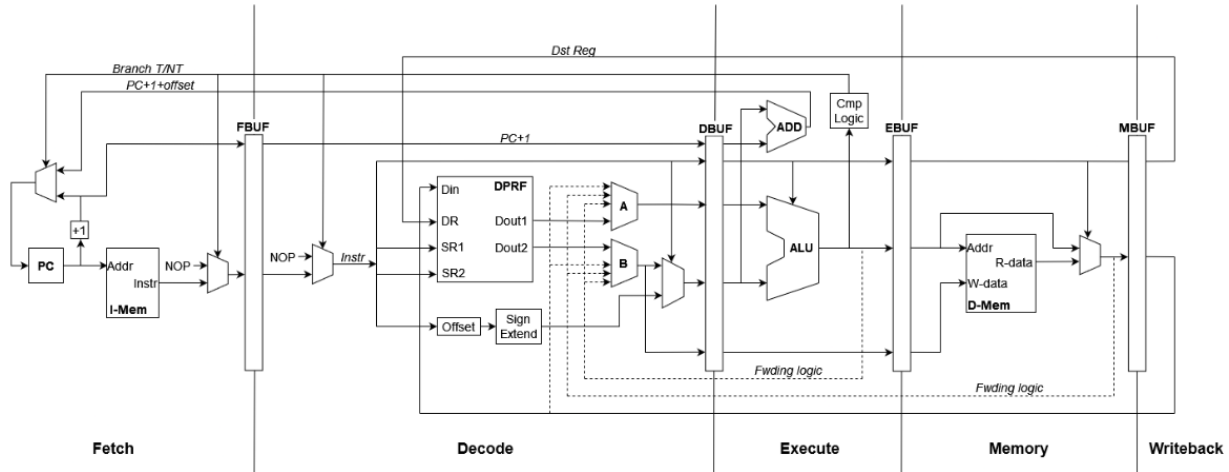 Dst Reg
Branch T/NT
PC+1+offset
FBUF
DBUF
ADD
Cmp
Logic
EBUF
MBUF
PC+1
Din
DPRF
DR
Dout1
A
SR1
Dout2
SR2
B
ALU
+1
PC
Addr
Instr
I-Mem
NOP
NOP
Instr
Offset
Sign
Extend
Addr
R-data
W-data
D-Mem
Fwding logic
Fwding logic
Fetch
Decode
Execute
Memory
Writeback